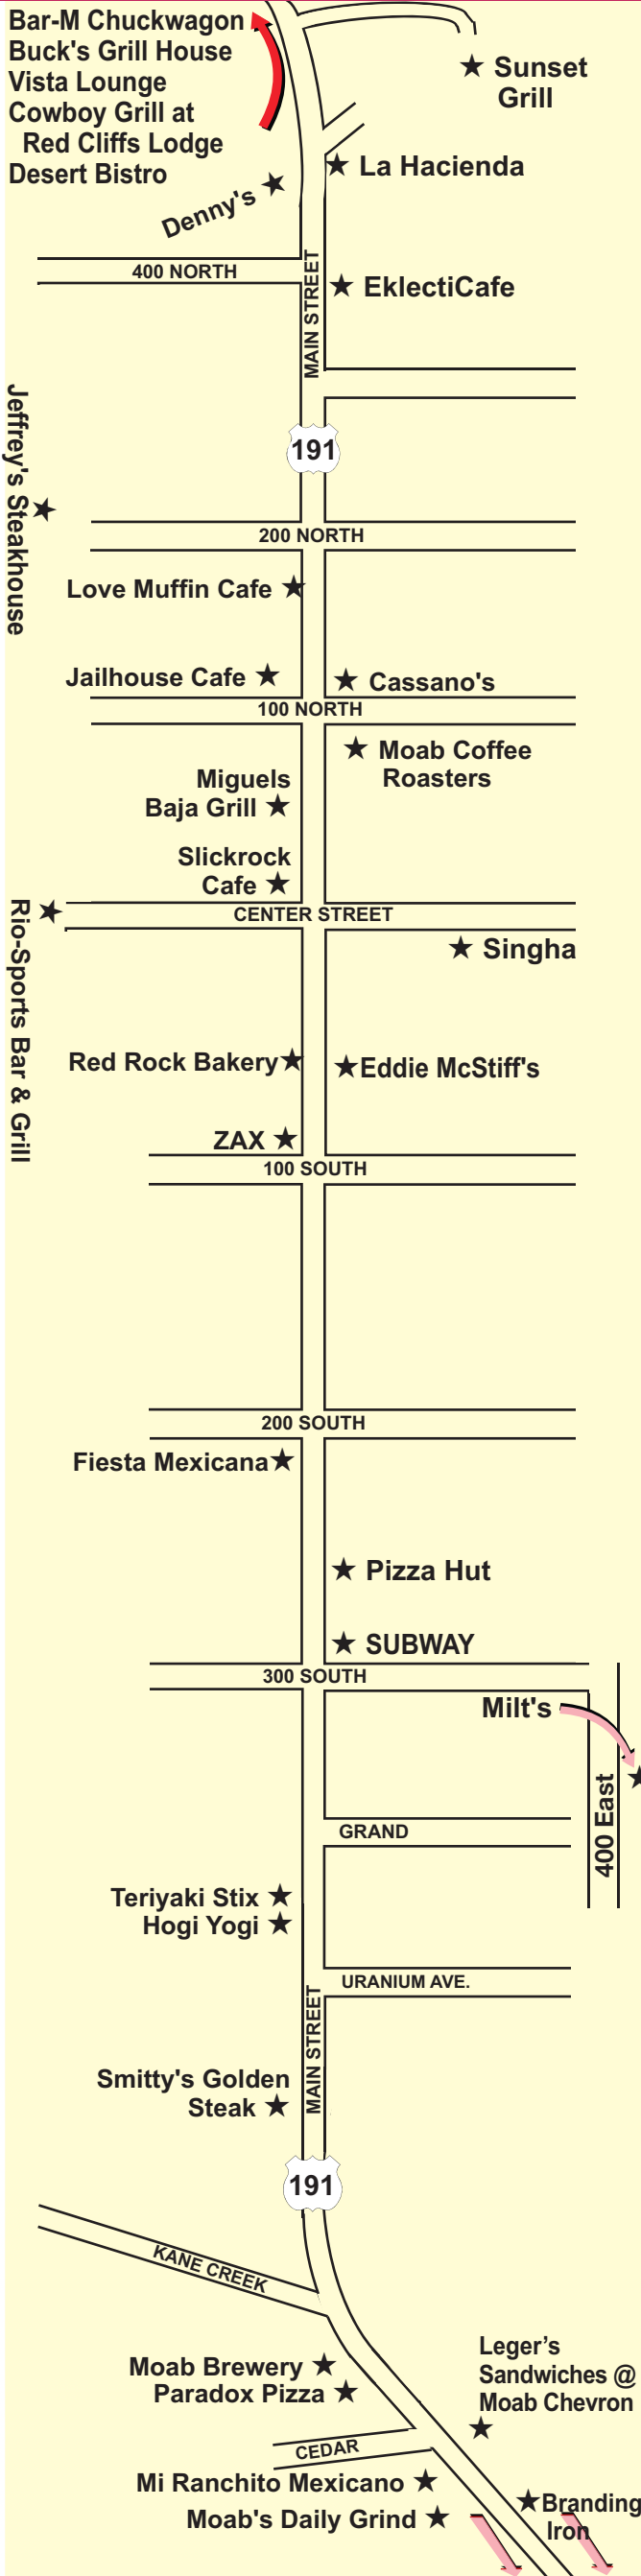 Bar-M Chuckwagon
Buck's Grill House
Vista Lounge
Cowboy Grill at
Red Cliffs Lodge
Desert Bistro
Sunset
Grill
La Hacienda
Denny's
400 NORTH
MAIN STREET
EklectiCafe
Jeffrey's Steakhouse
191
200 NORTH
Love Muffin Cafe
Jailhouse Cafe
Cassano's
100 NORTH
Moab Coffee
Roasters
Miguels
Baja Grill
Slickrock
Cafe
Rio-Sports Bar & Grill
CENTER STREET
Singha
Red Rock Bakery
Eddie McStiff's
ZAX
100 SOUTH
200 SOUTH
Fiesta Mexicana
Pizza Hut
SUBWAY
300 SOUTH
Milt's
400 East
GRAND
Teriyaki Stix
Hogi Yogi
URANIUM AVE.
MAIN STREET
Smitty's Golden
Steak
191
KANE CREEK
Moab Brewery
Paradox Pizza
Leger’s
Sandwiches @
Moab Chevron
CEDAR
Mi Ranchito Mexicano
Moab's Daily Grind
Branding
Iron